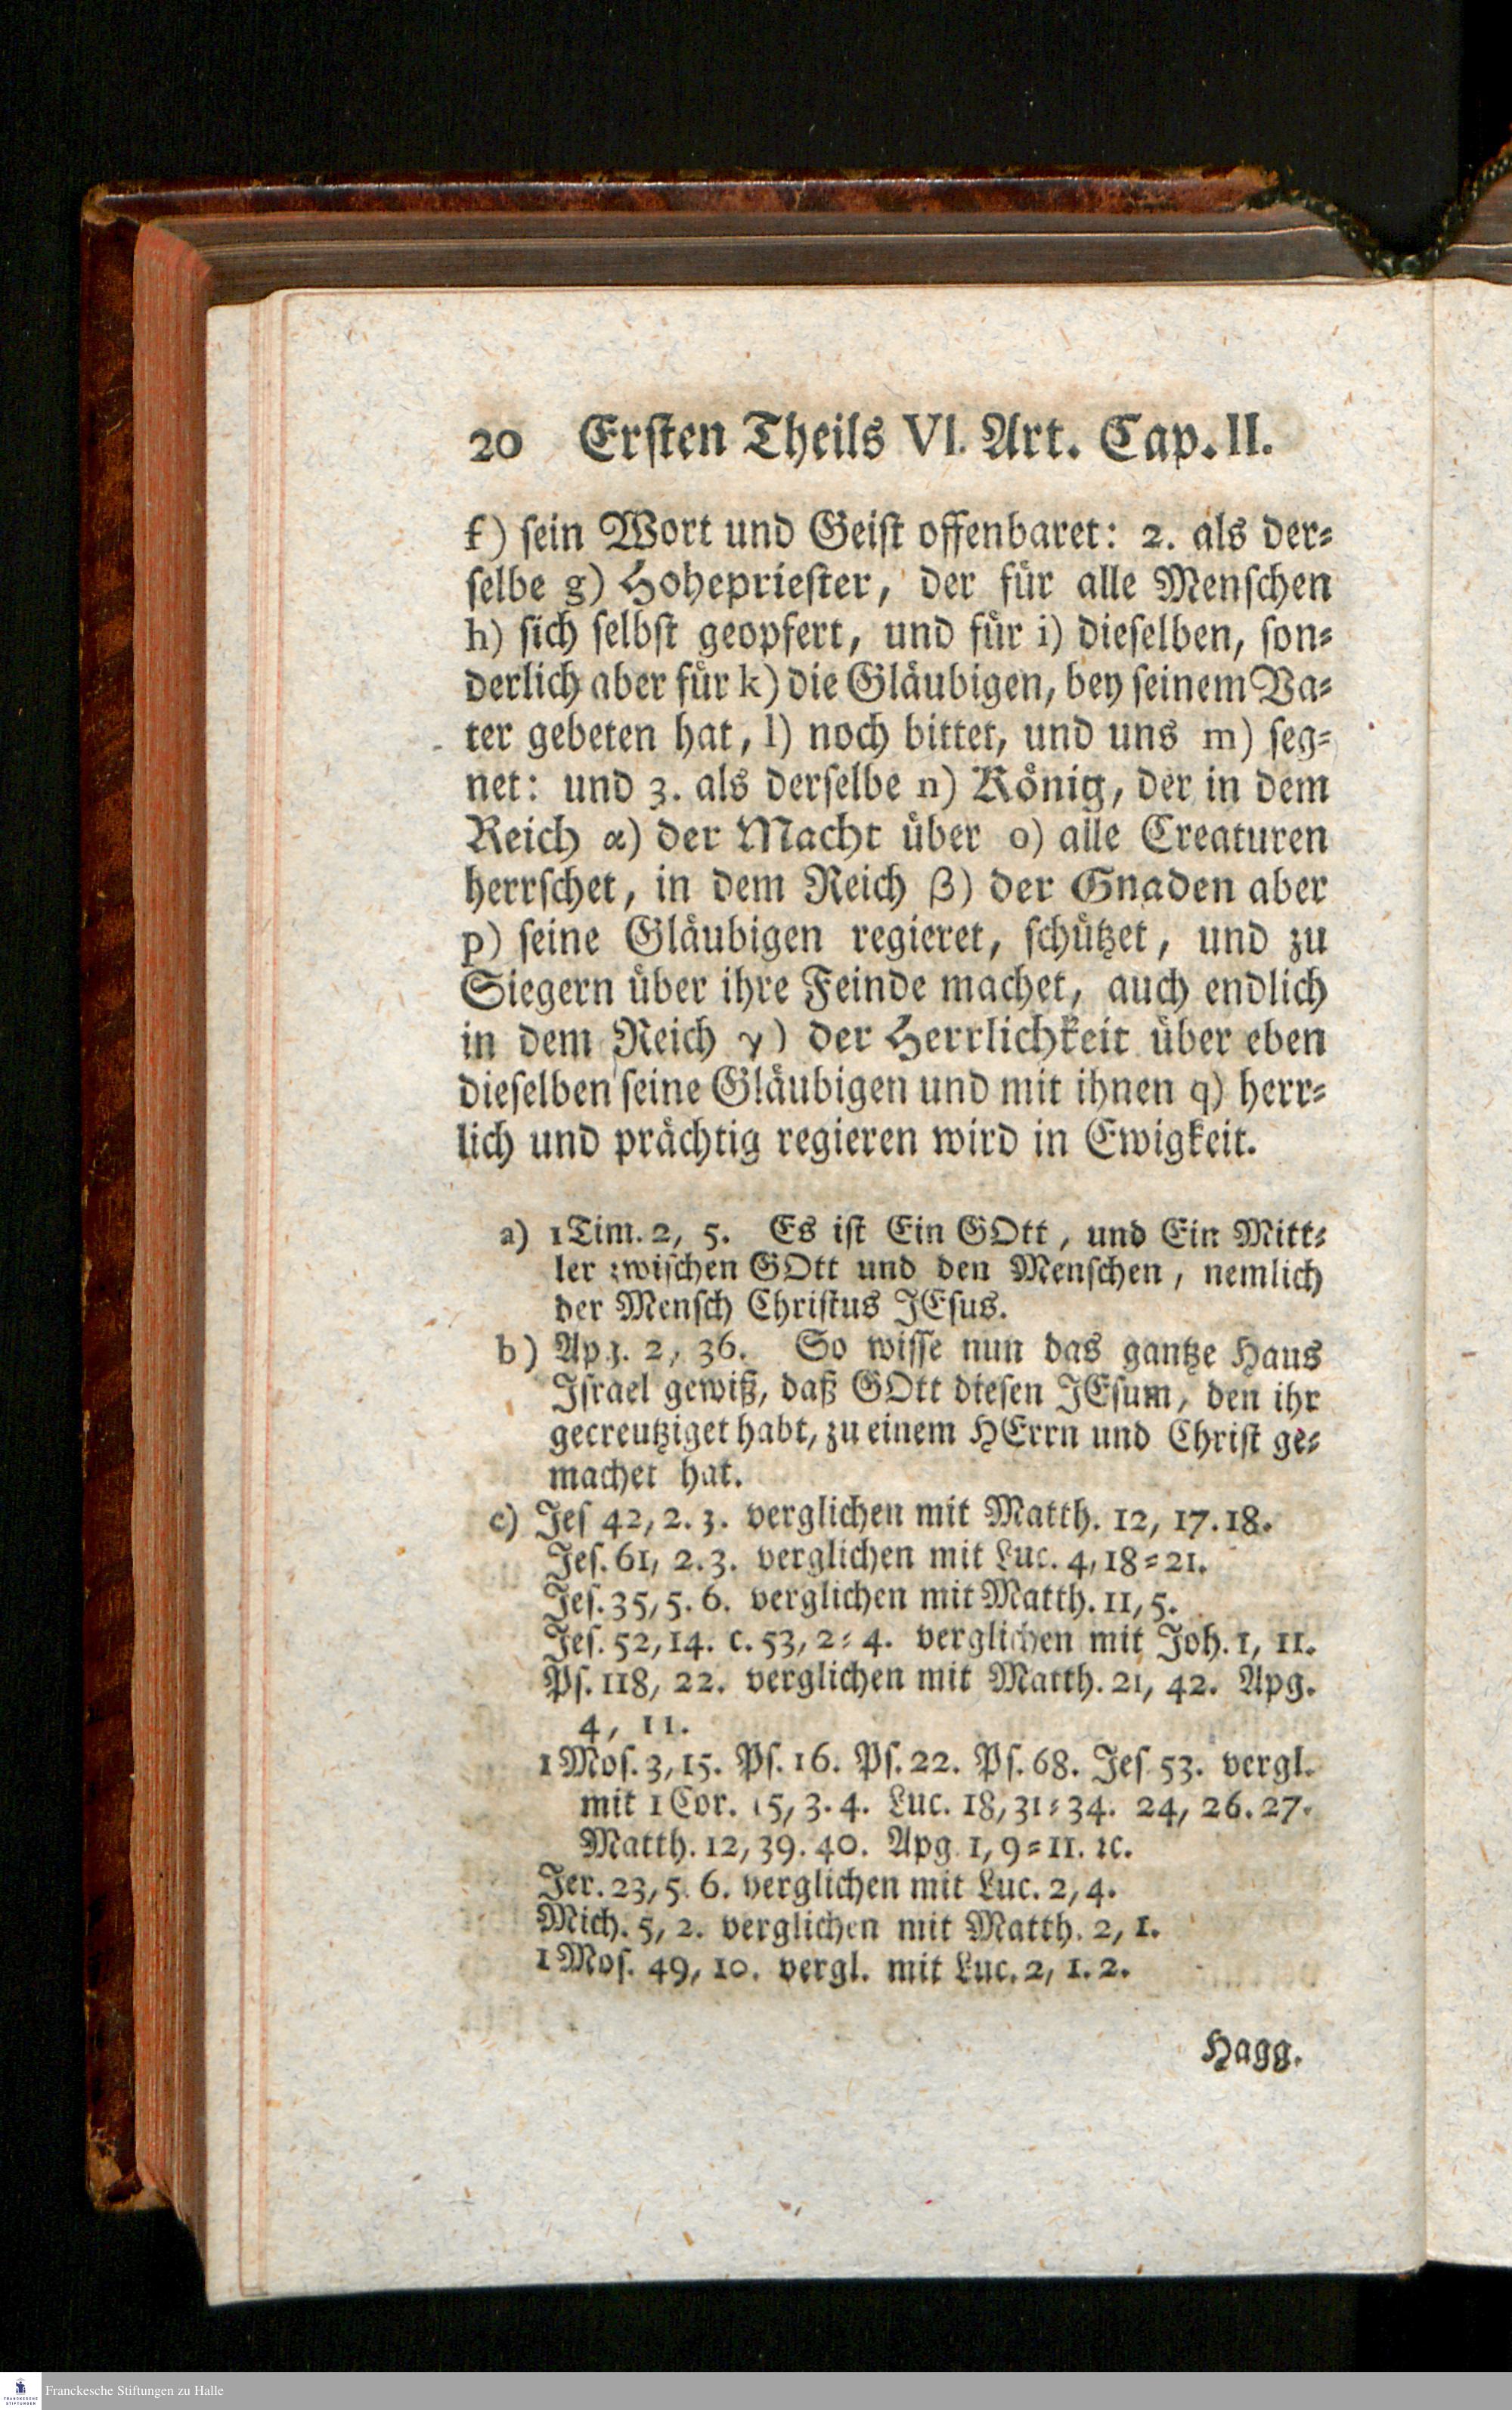 20 Ersten Theils VI. Art. Cap. II.
f) sein Wort und Geist offenbaret: 2. als der⸗
selbe g) Hohepriester, der für alle Menschen
h) sich selbst geopfert, und für i) dieselben, son⸗
derlich aber für k) die Gläubigen, bey seinem Va⸗
ter gebeten hat, l) noch bittet, und uns m) seg⸗
net: und 3. als derselbe n) König, der in dem
Reich α) der Macht über o) alle Creaturen
herrschet, in dem Reich β) der Gnaden aber
p) seine Gläubigen regieret, schützet, und zu
Siegern über ihre Feinde machet, auch endlich
in dem Reich γ) der Herrlichkeit über eben
dieselben seine Gläubigen und mit ihnen q) herr⸗
lich und prächtig regieren wird in Ewigkeit.
a) 1 Tim. 2, 5. Es ist Ein GOtt, und Ein Mitt⸗
ler zwischen GOtt und den Menschen, nemlich
der Mensch Christus JEsus.
b) Apg. 2, 36. So wisse nun das gantze Haus
Israel gewiß, daß GOtt diesen JEsum, den ihr
gecreutziget habt, zu einem HErrn und Christ ge⸗
machet hat.
c) Jes 42, 2. 3. verglichen mit Matth. 12, 17. 18.
Jes. 61, 2. 3. verglichen mit Luc. 4, 18⸗21.
Jes. 35, 5. 6. verglichen mit Matth. 11, 5.
Jes. 52, 14. c. 53, 2⸗4. verglichen mit Joh. 1, 11.
Ps. 118, 22. verglichen mit Matth. 21, 42. Apg.
4, 11.
1 Mos. 3, 15. Ps. 16. Ps. 22. Ps. 68. Jes. 53. vergl.
mit 1 Cor. 15, 3. 4. Luc. 18, 31⸗34. 24, 26. 27.
Matth. 12, 39. 40. Apg. 1, 9⸗11. ꝛc.
Jer. 23, 5. 6. verglichen mit Luc. 2, 4.
Mich. 5, 2. verglichen mit Matth. 2, 1.
1 Mos. 49, 10. vergl. mit Luc. 2, 1. 2.
Hagg.
FRANCKESCHE
STIFTUNGEN
Franckesche Stiftungen zu Halle